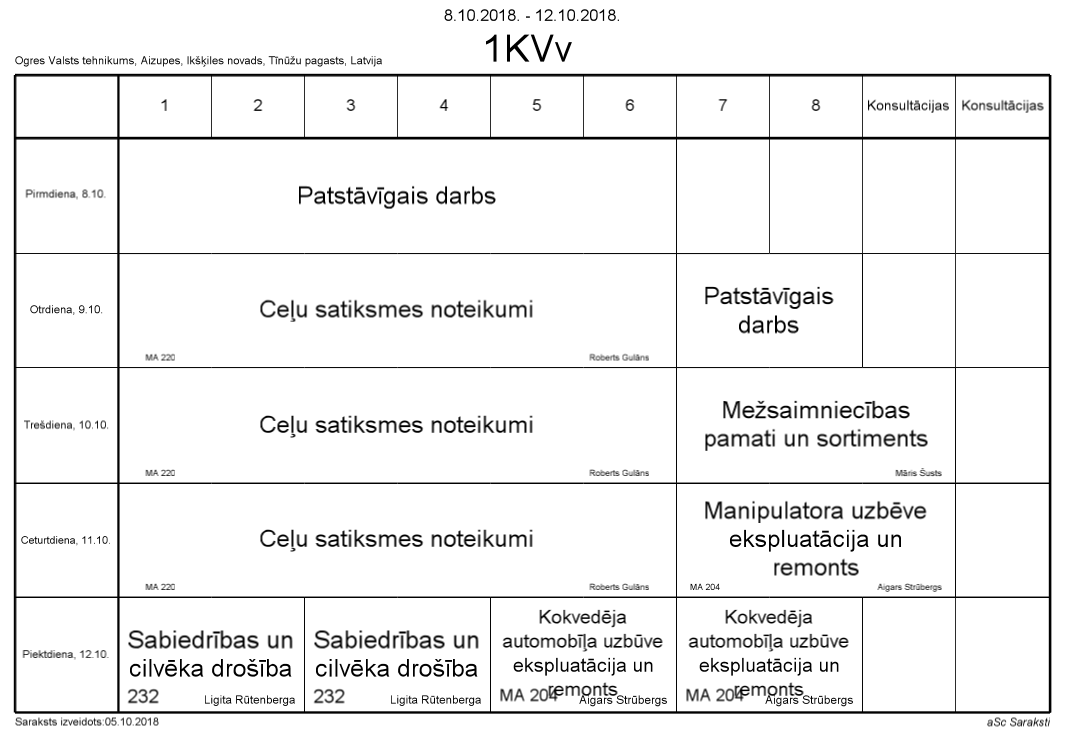 8.10.2018. - 12.10.2018.
1KVv
Ogres Valsts tehnikums, Aizupes, Ikšķiles novads, Tīnūžu pagasts, Latvija
1 2 3 4 5 6 7 8 Konsultācijas Konsultācijas
Pirmdiena, 8.10.
Patstāvīgais darbs
Otrdiena, 9.10.
Ceļu satiksmes noteikumi
MA 220 Roberts Gulāns
Patstāvīgais
darbs
Trešdiena, 10.10.
Ceļu satiksmes noteikumi
MA 220 Roberts Gulāns
Mežsaimniecības
pamati un sortiments
Māris Šusts
Ceturtdiena, 11.10.
Ceļu satiksmes noteikumi
MA 220 Roberts Gulāns
Manipulatora uzbēve
ekspluatācija un
remonts
MA 204 Aigars Strūbergs
Piektdiena, 12.10.
Sabiedrības un
cilvēka drošība
232 Ligita Rūtenberga
Sabiedrības un
cilvēka drošība
232 Ligita Rūtenberga
Kokvedēja
automobīļa uzbūve
ekspluatācija un
remonts
MA 204 Aigars Strūbergs
Kokvedēja
automobīļa uzbūve
ekspluatācija un
remonts
MA 204 Aigars Strūbergs
Saraksts izveidots:05.10.2018
aSc Saraksti